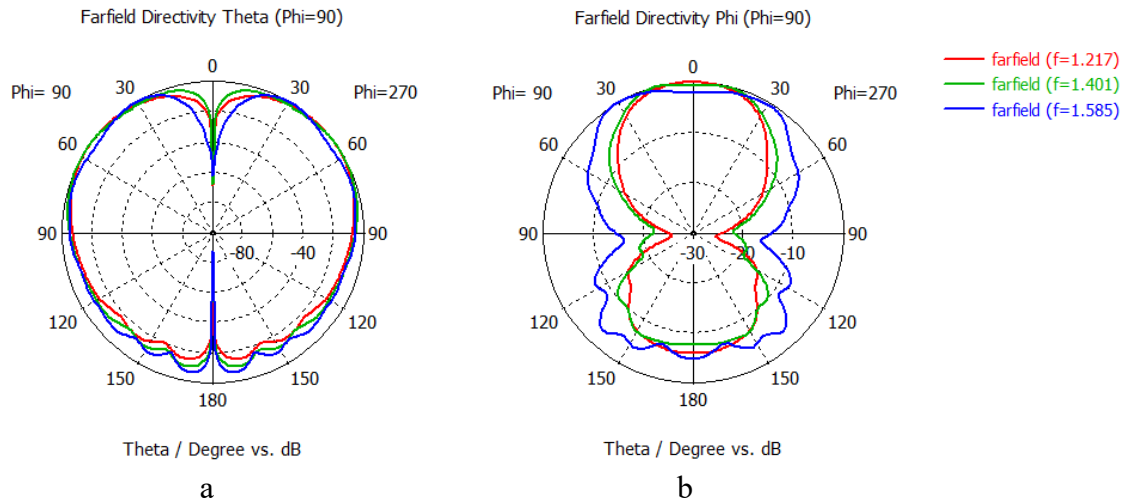 Farfield Directivity Theta (Phi=90)
0
30
30
Phi= 90
Phi=270
60
60
90
90
-80
-40
120
120
150
150
180
Theta / Degree vs. dB
a
Farfield Directivity Phi (Phi=90)
0
30
30
Phi= 90
Phi=270
60
60
90
90
-30
-20
-10
120
120
150
150
180
Theta / Degree vs. dB
b
farfield (f=1.217)
farfield (f=1.401)
farfield (f=1.585)